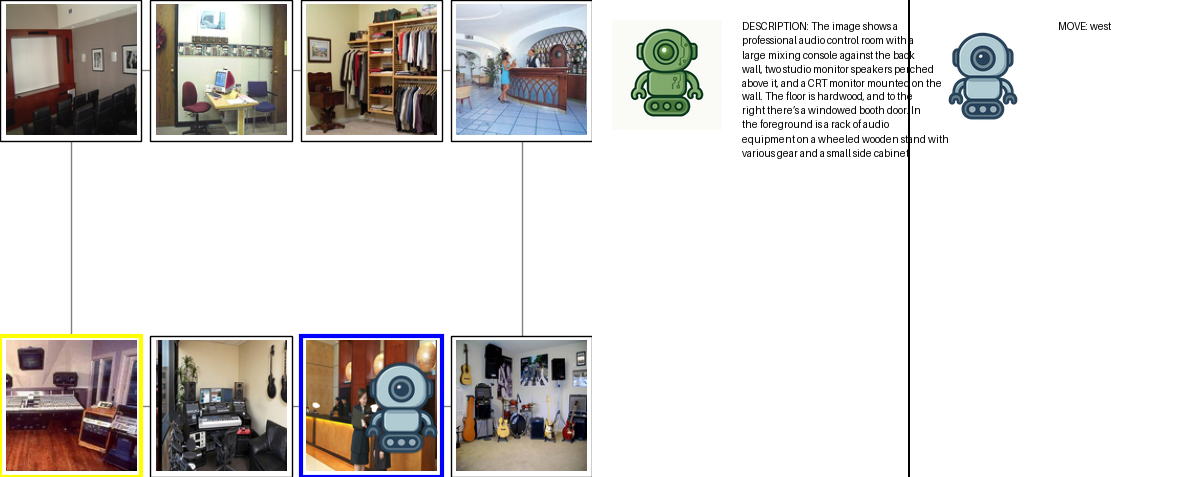 DESCRIPTION: The image shows a
professional audio control room with a
large mixing console against the back
wall, two studio monitor speakers perched
above it, and a CRT monitor mounted on the
wall. The floor is hardwood, and to the
right there's a windowed booth door. In
the foreground is a rack of audio
equipment on a wheeled wooden stand with
various gear and a small side cabinet
MOVE: west